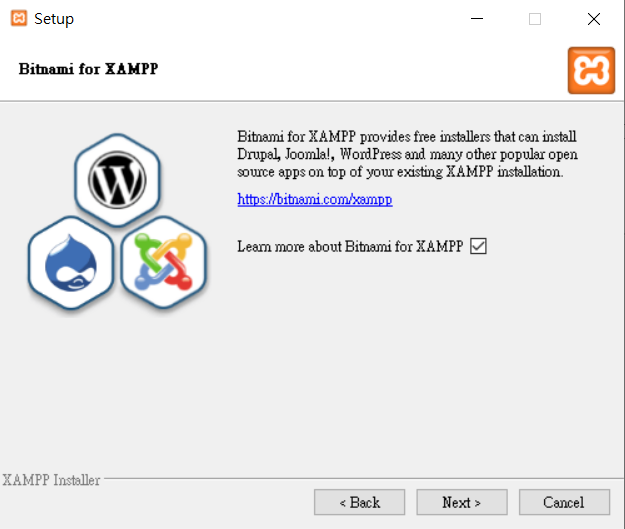 Setup
Bitnami for XAMPP
Bitnami for XAMPP provides free installers that can install
Drupal, Joomla!, WordPress and many other popular open
source apps on top of your existing XAMPP installation.
https://bitnami.com/xampp
Learn more about Bitnami for XAMPP
XAMPP Installer
< Back
Next >
Cancel